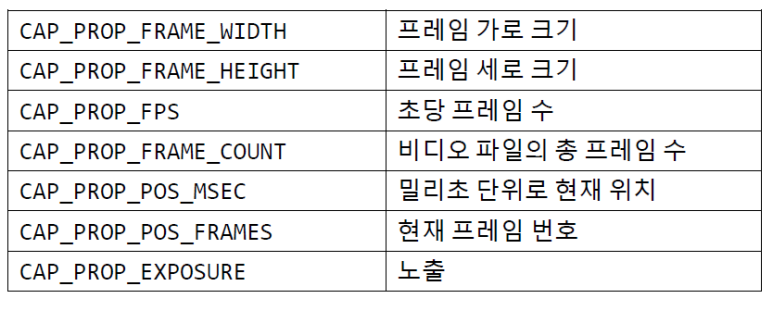 CAP_PROP_FRAME_WIDTH 프레임 가로 크기
CAP_PROP_FRAME_HEIGHT 프레임 세로 크기
CAP_PROP_FPS 초당 프레임 수
CAP_PROP_FRAME_COUNT 비디오 파일의 총 프레임 수
CAP_PROP_POS_MSEC 밀리초 단위로 현재 위치
CAP_PROP_POS_FRAMES 현재 프레임 번호
CAP_PROP_EXPOSURE 노출